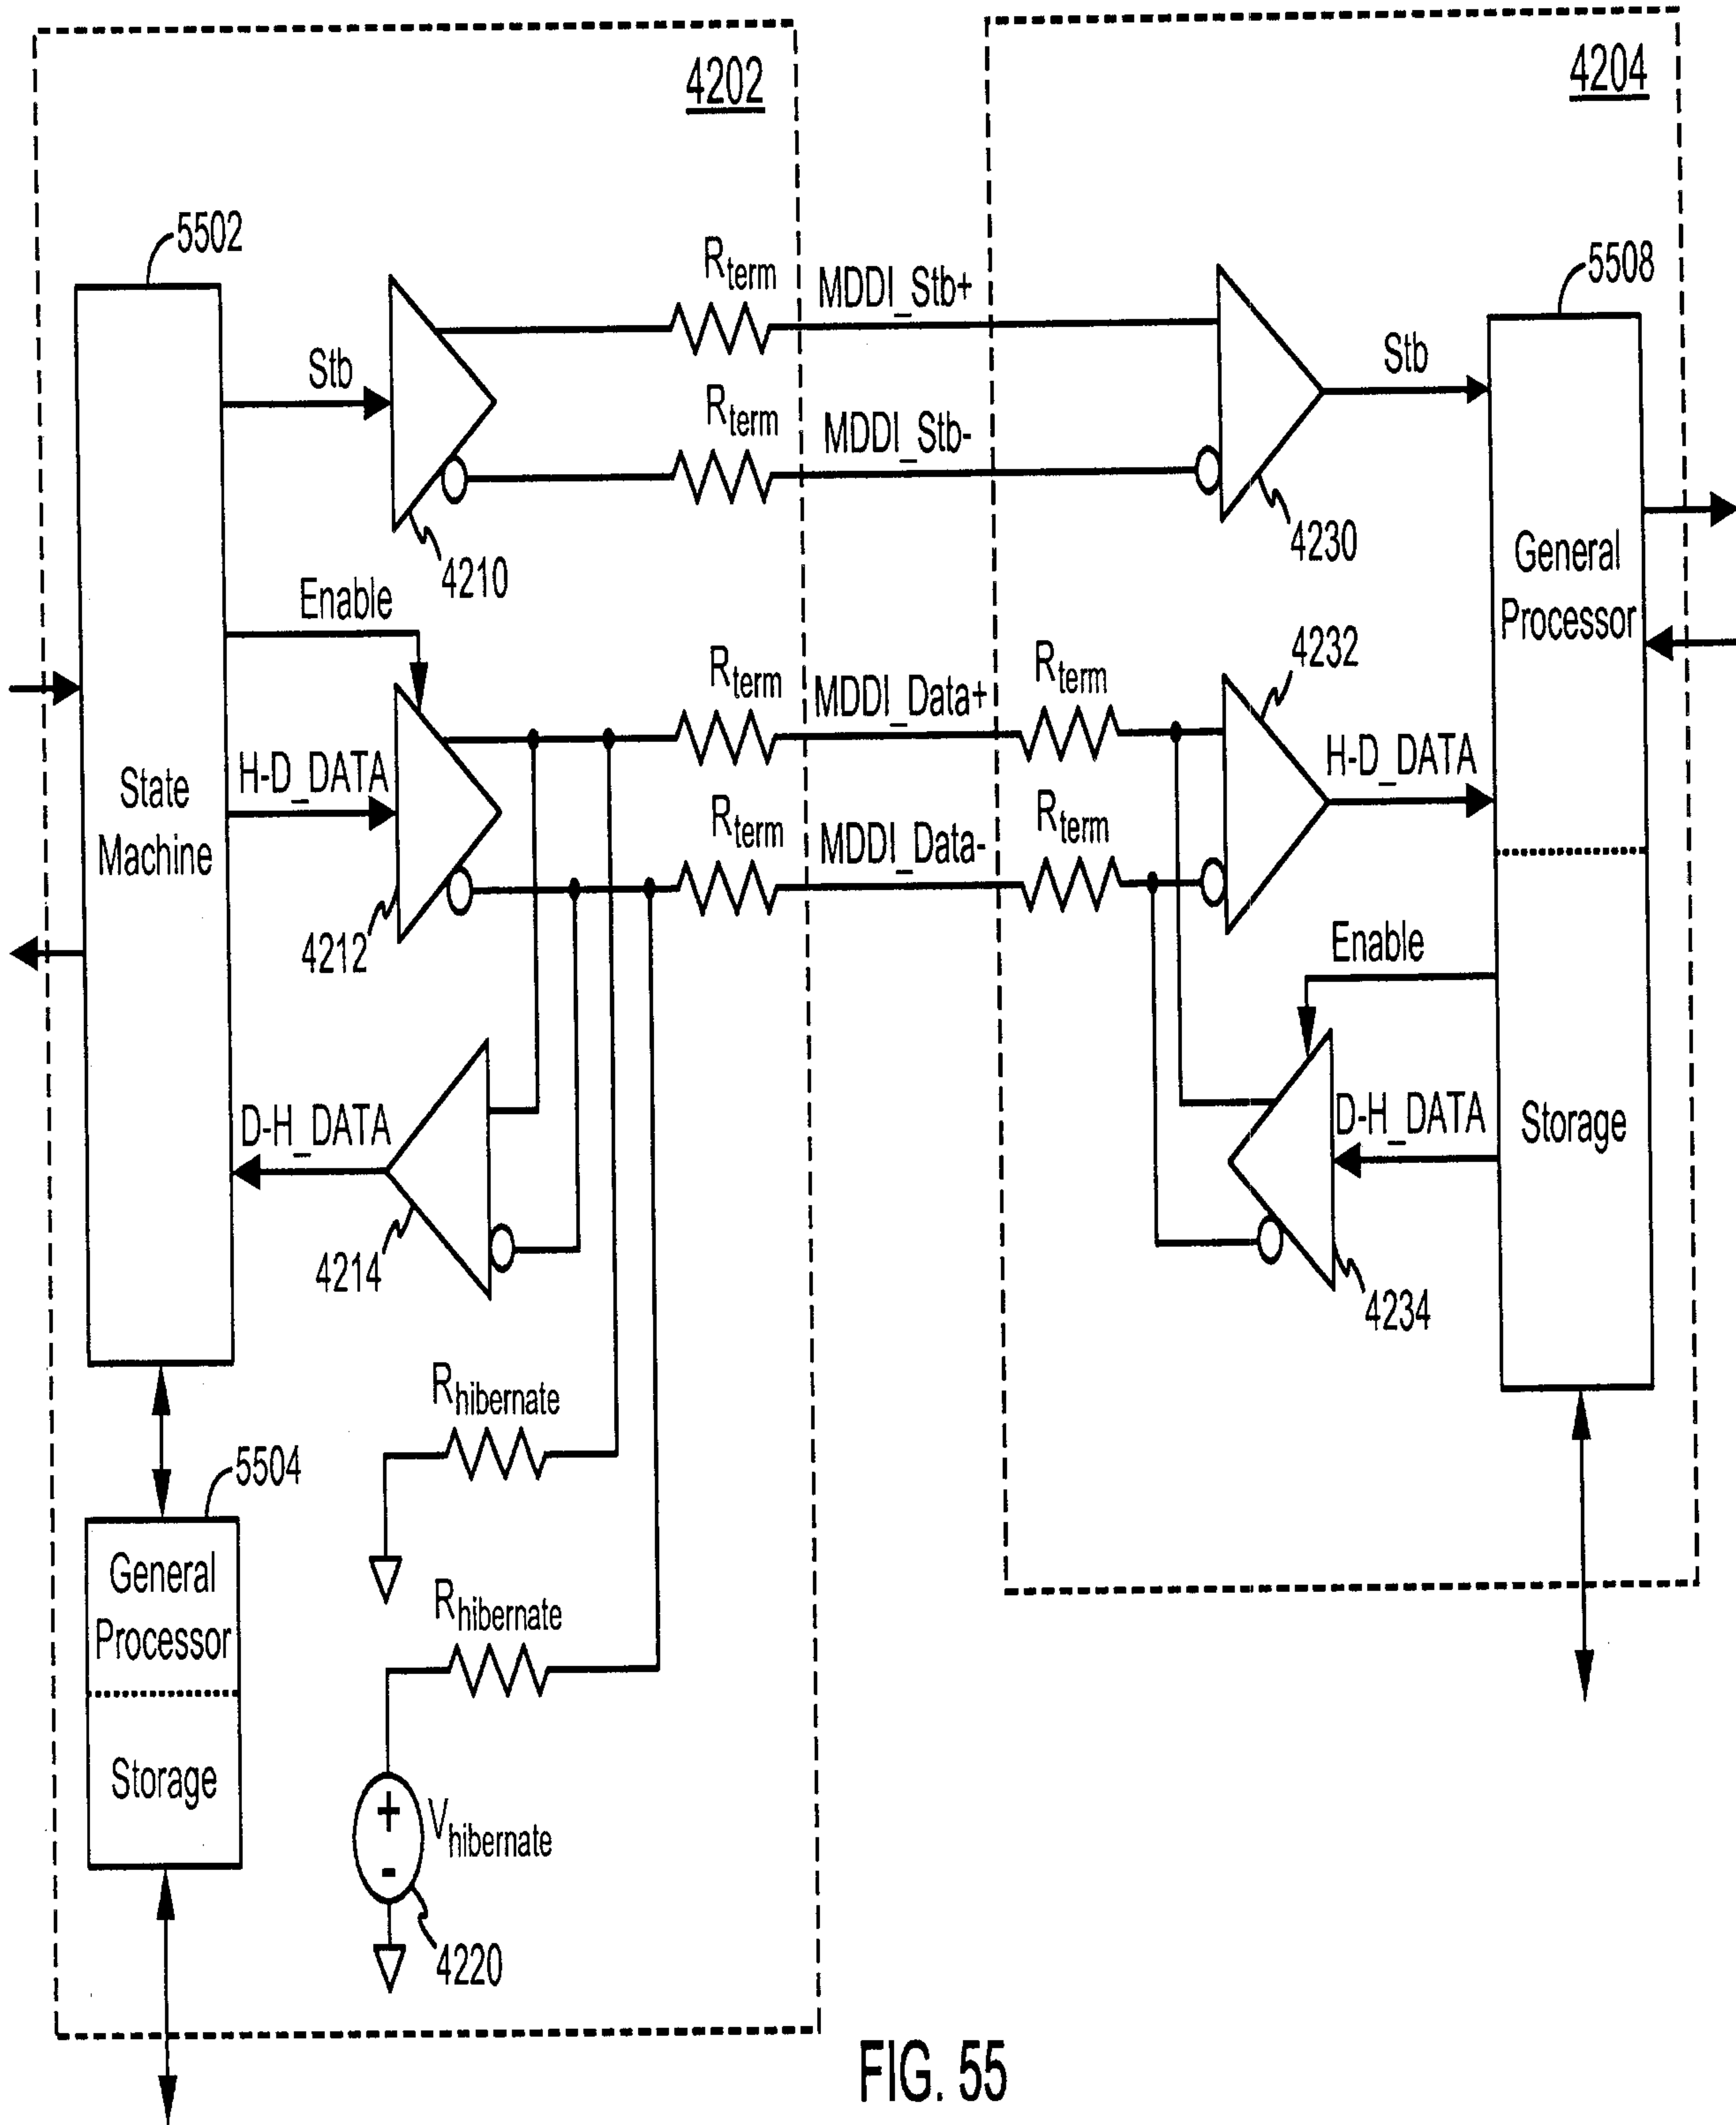 4202
4204
5502
5508
Rterm
MDDI_Stb+
Stb
Stb
Rterm
MDDI_Stb-
4210
4230
General
Processor
Enable
4232
Rterm
MDDI_Data+
Rterm
H-D_DATA
H-D_DATA
State
Machine
Rterm
MDDI_Data-
Rterm
4212
Enable
D-H_DATA
D-H_DATA
Storage
4214
4234
Rhibernate
5504
General
Processor
Rhibernate
Storage
+
Vhibernate
-
4220
FIG. 55